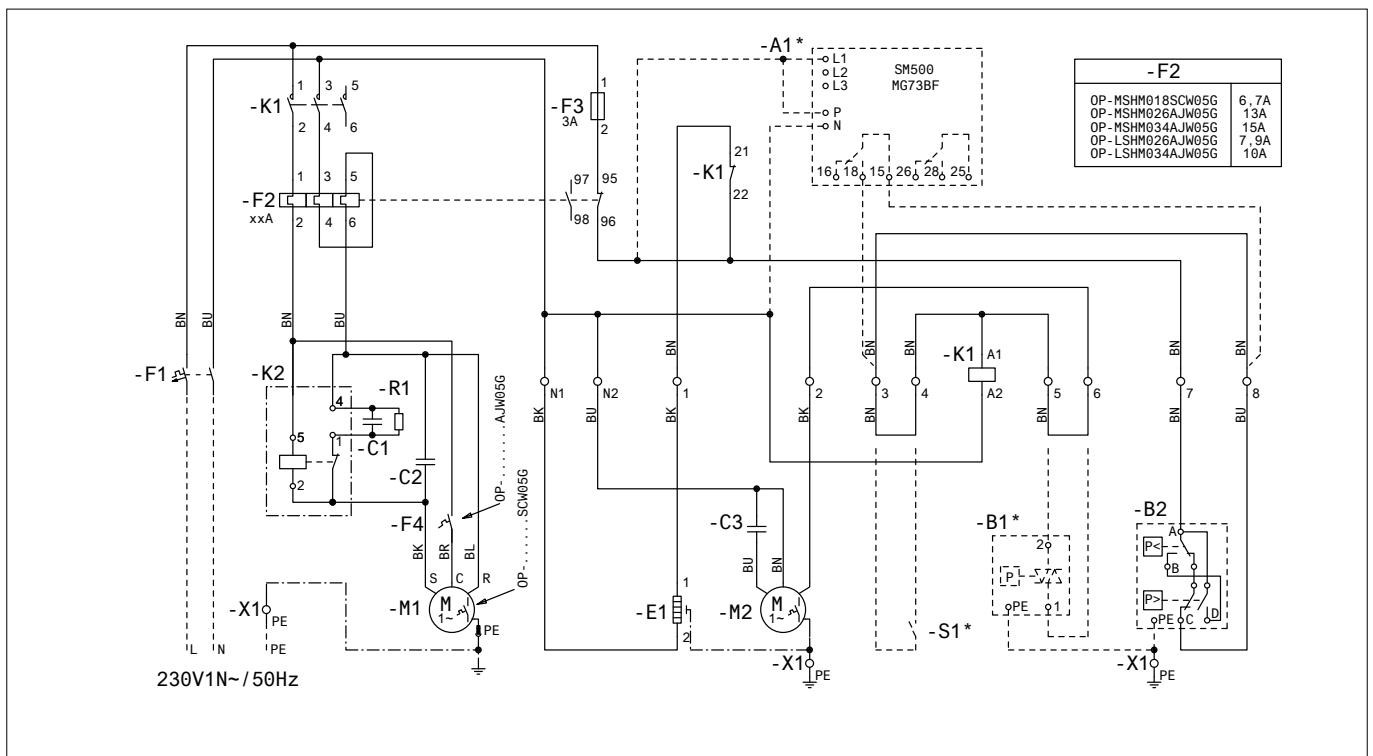 -A1*
L1
L2
L3
P
N
SM500
MG73BF
16 18 15 26 28 25
-F2
OP-MSHM018SCW05G 6,7A
OP-MSHM026AJW05G 13A
OP-MSHM034AJW05G 15A
OP-LSHM026AJW05G 7,9A
OP-LSHM034AJW05G 10A
-K1
1 3 5
2 4 6
-F3
3A
1
2
-K1
21
22
-F2
xxA
1 3 5
2 4 6
97 95
98 96
BN
BU
BN
BU
BN
BN
BN
BN
BN
BN
-F1
-K2
-R1
-C1
4
1
5
2
-C2
-F4
OP-......AJW05G
OP-......SCW05G
BK
BR
BL
S C R
-M1
M
1~
PE
-X1
PE
L N PE
230V1N~/50Hz
N1
N2
1
2
3
4
-K1
A1
A2
5
6
7
8
BK
BU
BK
BK
BN
BN
BN
BN
BN
BU
-C3
BU
BN
-E1
1
2
-M2
M
1~
-X1
PE
-S1*
-B1*
2
P
PE
1
-B2
A
P<
B
P>
PE
C
D
-X1
PE